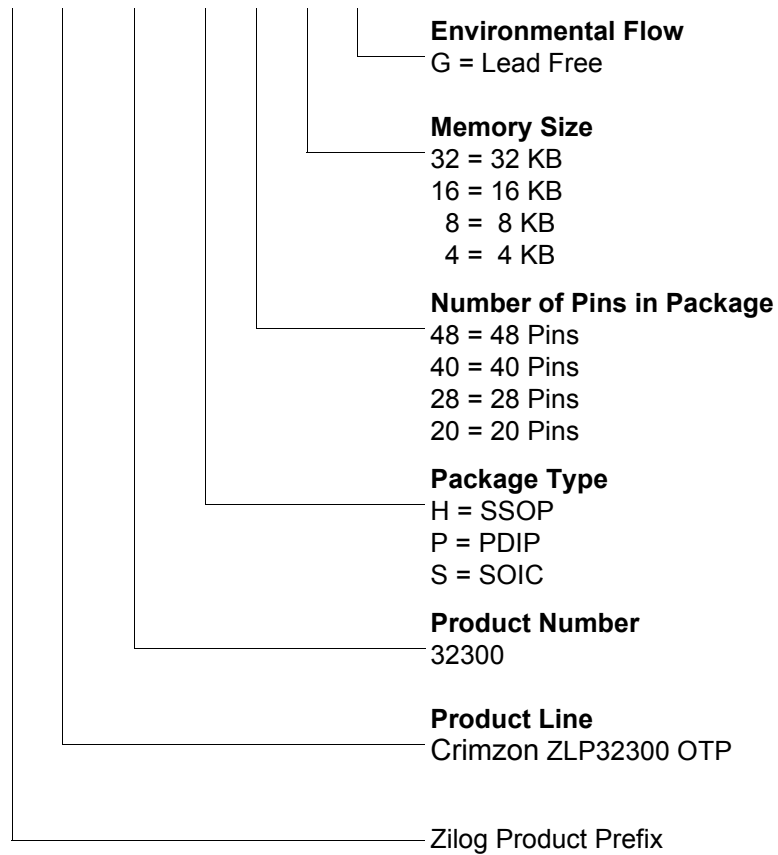 Environmental Flow
G = Lead Free
Memory Size
32 = 32 KB
16 = 16 KB
8 = 8 KB
4 = 4 KB
Number of Pins in Package
48 = 48 Pins
40 = 40 Pins
28 = 28 Pins
20 = 20 Pins
Package Type
H = SSOP
P = PDIP
S = SOIC
Product Number
32300
Product Line
Crimzon ZLP32300 OTP
Zilog Product Prefix